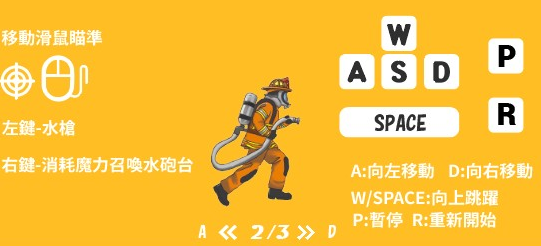 移動滑鼠瞄準
左鍵-水槍
右鍵-消耗魔力召喚水砲台
W
A S D
SPACE
P
R
A:向左移動 D:向右移動
W/SPACE:向上跳躍
P:暫停 R:重新開始
A « 2/3 » D